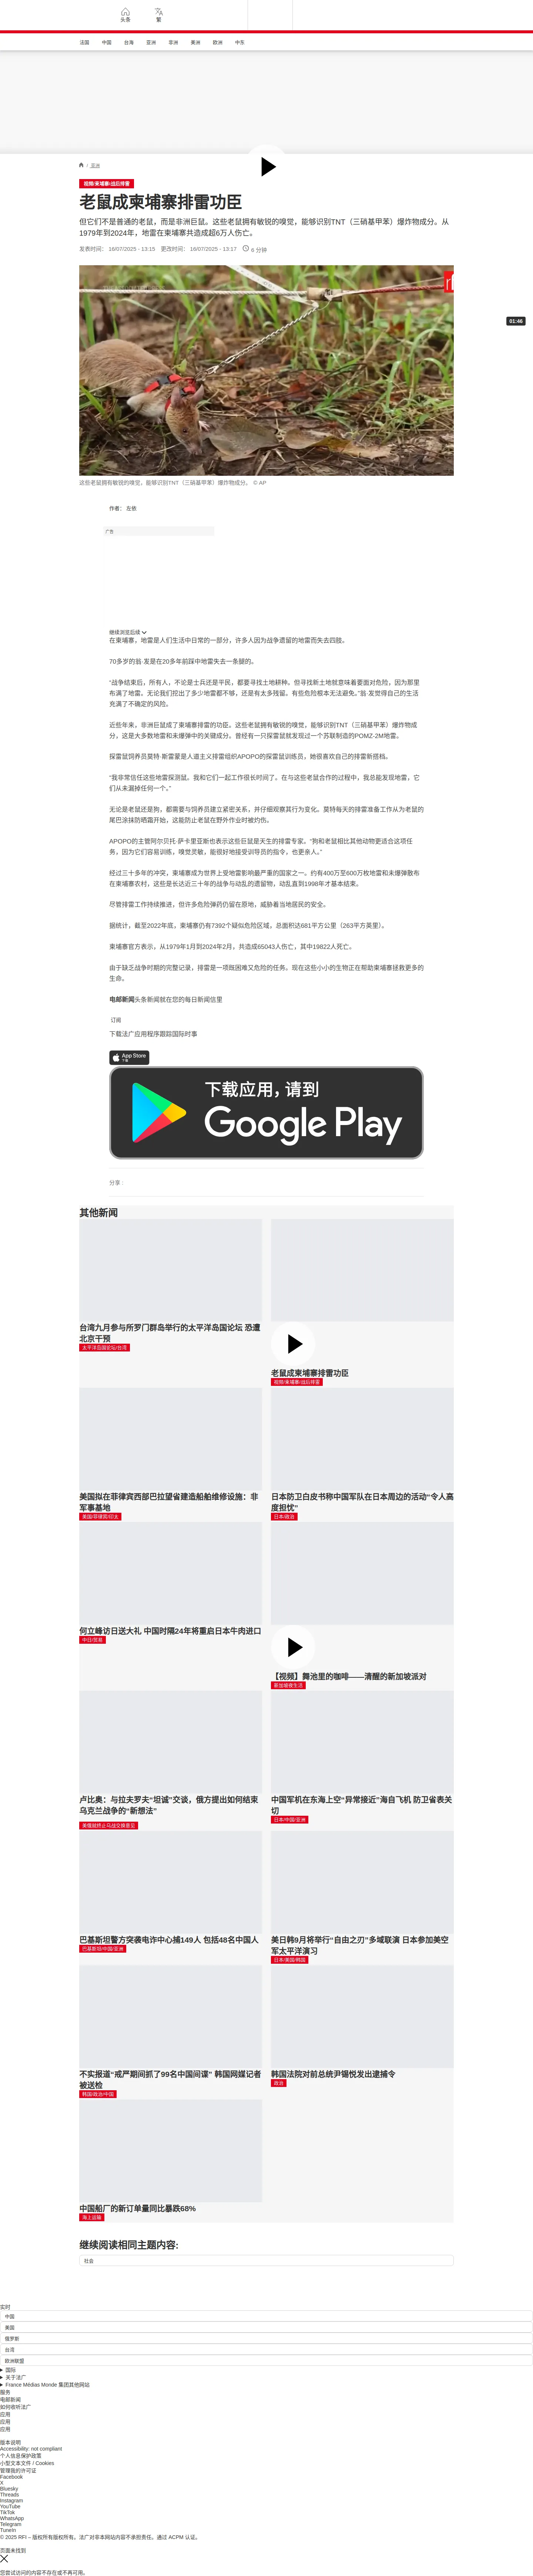 头条
繁
法国
中国
台海
亚洲
非洲
美洲
欧洲
中东
/ 亚洲
视频/柬埔寨/战后排雷
老鼠成柬埔寨排雷功臣
但它们不是普通的老鼠，而是非洲巨鼠。这些老鼠拥有敏锐的嗅觉，能够识别TNT（三硝基甲苯）爆炸物成分。从
1979年到2024年，地雷在柬埔寨共造成超6万人伤亡。
发表时间： 16/07/2025 - 13:15 更改时间： 16/07/2025 - 13:17 6 分钟
01:46
这些老鼠拥有敏锐的嗅觉，能够识别TNT（三硝基甲苯）爆炸物成分。 © AP
作者： 左依
广告
继续浏览后续
在柬埔寨，地雷是人们生活中日常的一部分，许多人因为战争遗留的地雷而失去四肢。
70多岁的翁·发是在20多年前踩中地雷失去一条腿的。
“战争结束后，所有人，不论是士兵还是平民，都要寻找土地耕种。但寻找新土地就意味着要面对危险，因为那里
布满了地雷。无论我们挖出了多少地雷都不够，还是有太多残留。有些危险根本无法避免。”翁·发觉得自己的生活
充满了不确定的风险。
近些年来，非洲巨鼠成了柬埔寨排雷的功臣。这些老鼠拥有敏锐的嗅觉，能够识别TNT（三硝基甲苯）爆炸物成
分。这是大多数地雷和未爆弹中的关键成分。曾经有一只探雷鼠就发现过一个苏联制造的POMZ-2M地雷。
探雷鼠饲养员莫特·斯雷蒙是人道主义排雷组织APOPO的探雷鼠训练员，她很喜欢自己的排雷新搭档。
“我非常信任这些地雷探测鼠。我和它们一起工作很长时间了。在与这些老鼠合作的过程中，我总能发现地雷，它
们从未漏掉任何一个。”
无论是老鼠还是狗，都需要与饲养员建立紧密关系，并仔细观察其行为变化。莫特每天的排雷准备工作从为老鼠的
尾巴涂抹防晒霜开始，这能防止老鼠在野外作业时被灼伤。
APOPO的主管阿尔贝托·萨卡里亚斯也表示这些巨鼠是天生的排雷专家。“狗和老鼠相比其他动物更适合这项任
务，因为它们容易训练，嗅觉灵敏，能很好地接受训导员的指令，也更亲人。”
经过三十多年的冲突，柬埔寨成为世界上受地雷影响最严重的国家之一。约有400万至600万枚地雷和未爆弹散布
在柬埔寨农村，这些是长达近三十年的战争与动乱的遗留物，动乱直到1998年才基本结束。
尽管排雷工作持续推进，但许多危险弹药仍留在原地，威胁着当地居民的安全。
据统计，截至2022年底，柬埔寨仍有7392个疑似危险区域，总面积达681平方公里（263平方英里）。
柬埔寨官方表示，从1979年1月到2024年2月，共造成65043人伤亡，其中19822人死亡。
由于缺乏战争时期的完整记录，排雷是一项既困难又危险的任务。现在这些小小的生物正在帮助柬埔寨拯救更多的
生命。
电邮新闻头条新闻就在您的每日新闻信里
订阅
下载法广应用程序跟踪国际时事
App Store
下载
下载应用，请到
Google Play
分享 :
其他新闻
台湾九月参与所罗门群岛举行的太平洋岛国论坛 恐遭
北京干预
太平洋岛国论坛/台湾
老鼠成柬埔寨排雷功臣
视频/柬埔寨/战后排雷
美国拟在菲律宾西部巴拉望省建造船舶维修设施：非
军事基地
美国/菲律宾/印太
日本防卫白皮书称中国军队在日本周边的活动“令人高
度担忧”
日本/政治
何立峰访日送大礼 中国时隔24年将重启日本牛肉进口
中日/贸易
【视频】舞池里的咖啡——清醒的新加坡派对
新加坡夜生活
卢比奥：与拉夫罗夫“坦诚”交谈，俄方提出如何结束
乌克兰战争的“新想法”
美俄就终止乌战交换意见
中国军机在东海上空“异常接近”海自飞机 防卫省表关
切
日本/中国/亚洲
巴基斯坦警方突袭电诈中心捕149人 包括48名中国人
巴基斯坦/中国/亚洲
美日韩9月将举行“自由之刃”多域联演 日本参加美空
军太平洋演习
日本/美国/韩国
不实报道“戒严期间抓了99名中国间谍” 韩国网媒记者
被送检
韩国/政治/中国
韩国法院对前总统尹锡悦发出逮捕令
政治
中国船厂的新订单量同比暴跌68%
海上运输
继续阅读相同主题内容:
社会
实时
中国
美国
俄罗斯
台湾
欧洲联盟
国际
关于法广
France Médias Monde 集团其他网站
服务
电邮新闻
如何收听法广
应用
应用
应用
版本说明
Accessibility: not compliant
个人信息保护政策
小型文本文件 / Cookies
管理我的许可证
Facebook
X
Bluesky
Threads
Instagram
YouTube
TikTok
WhatsApp
Telegram
TuneIn
© 2025 RFI – 版权所有版权所有。法广对非本网站内容不承担责任。通过 ACPM 认证。
页面未找到
您尝试访问的内容不存在或不再可用。